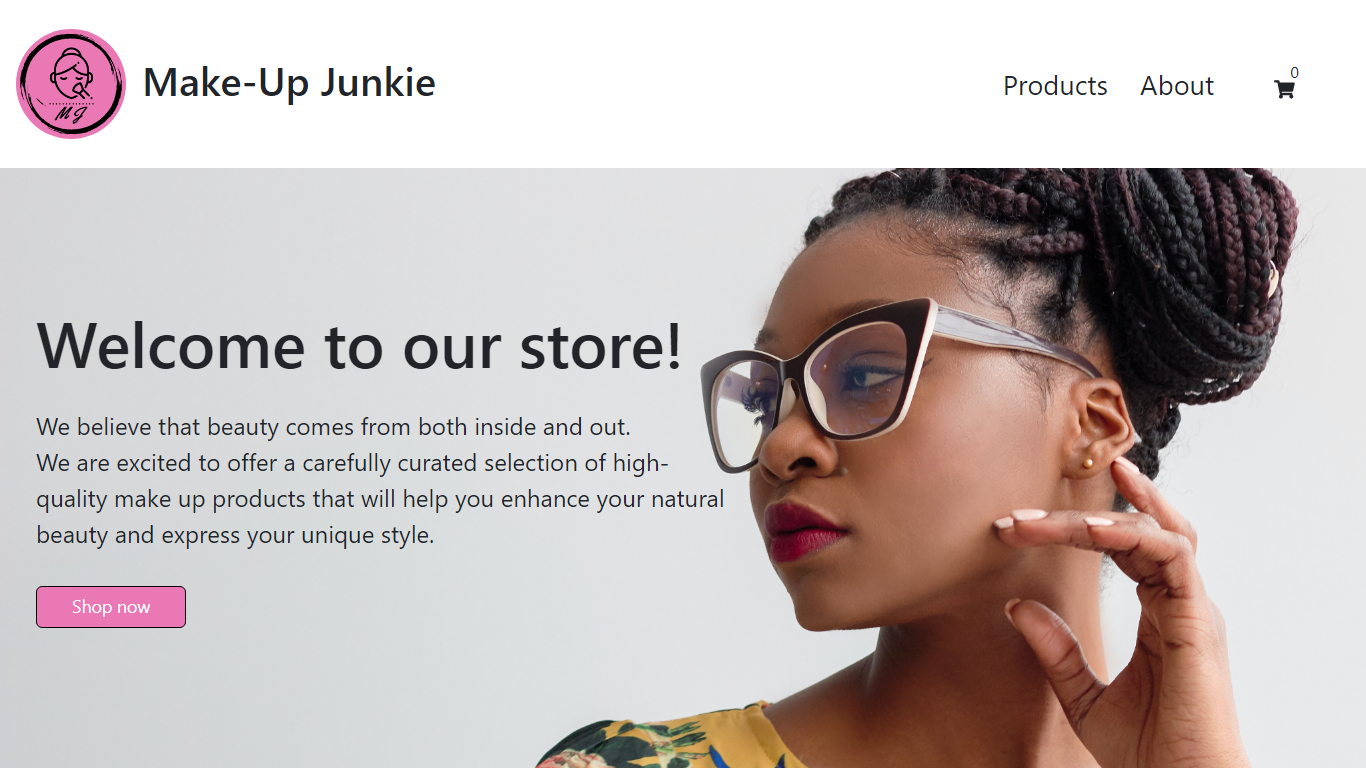 MJ
Make-Up Junkie
Products
About
0
Welcome to our store!
We believe that beauty comes from both inside and out.
We are excited to offer a carefully curated selection of high-
quality make up products that will help you enhance your natural
beauty and express your unique style.
Shop now